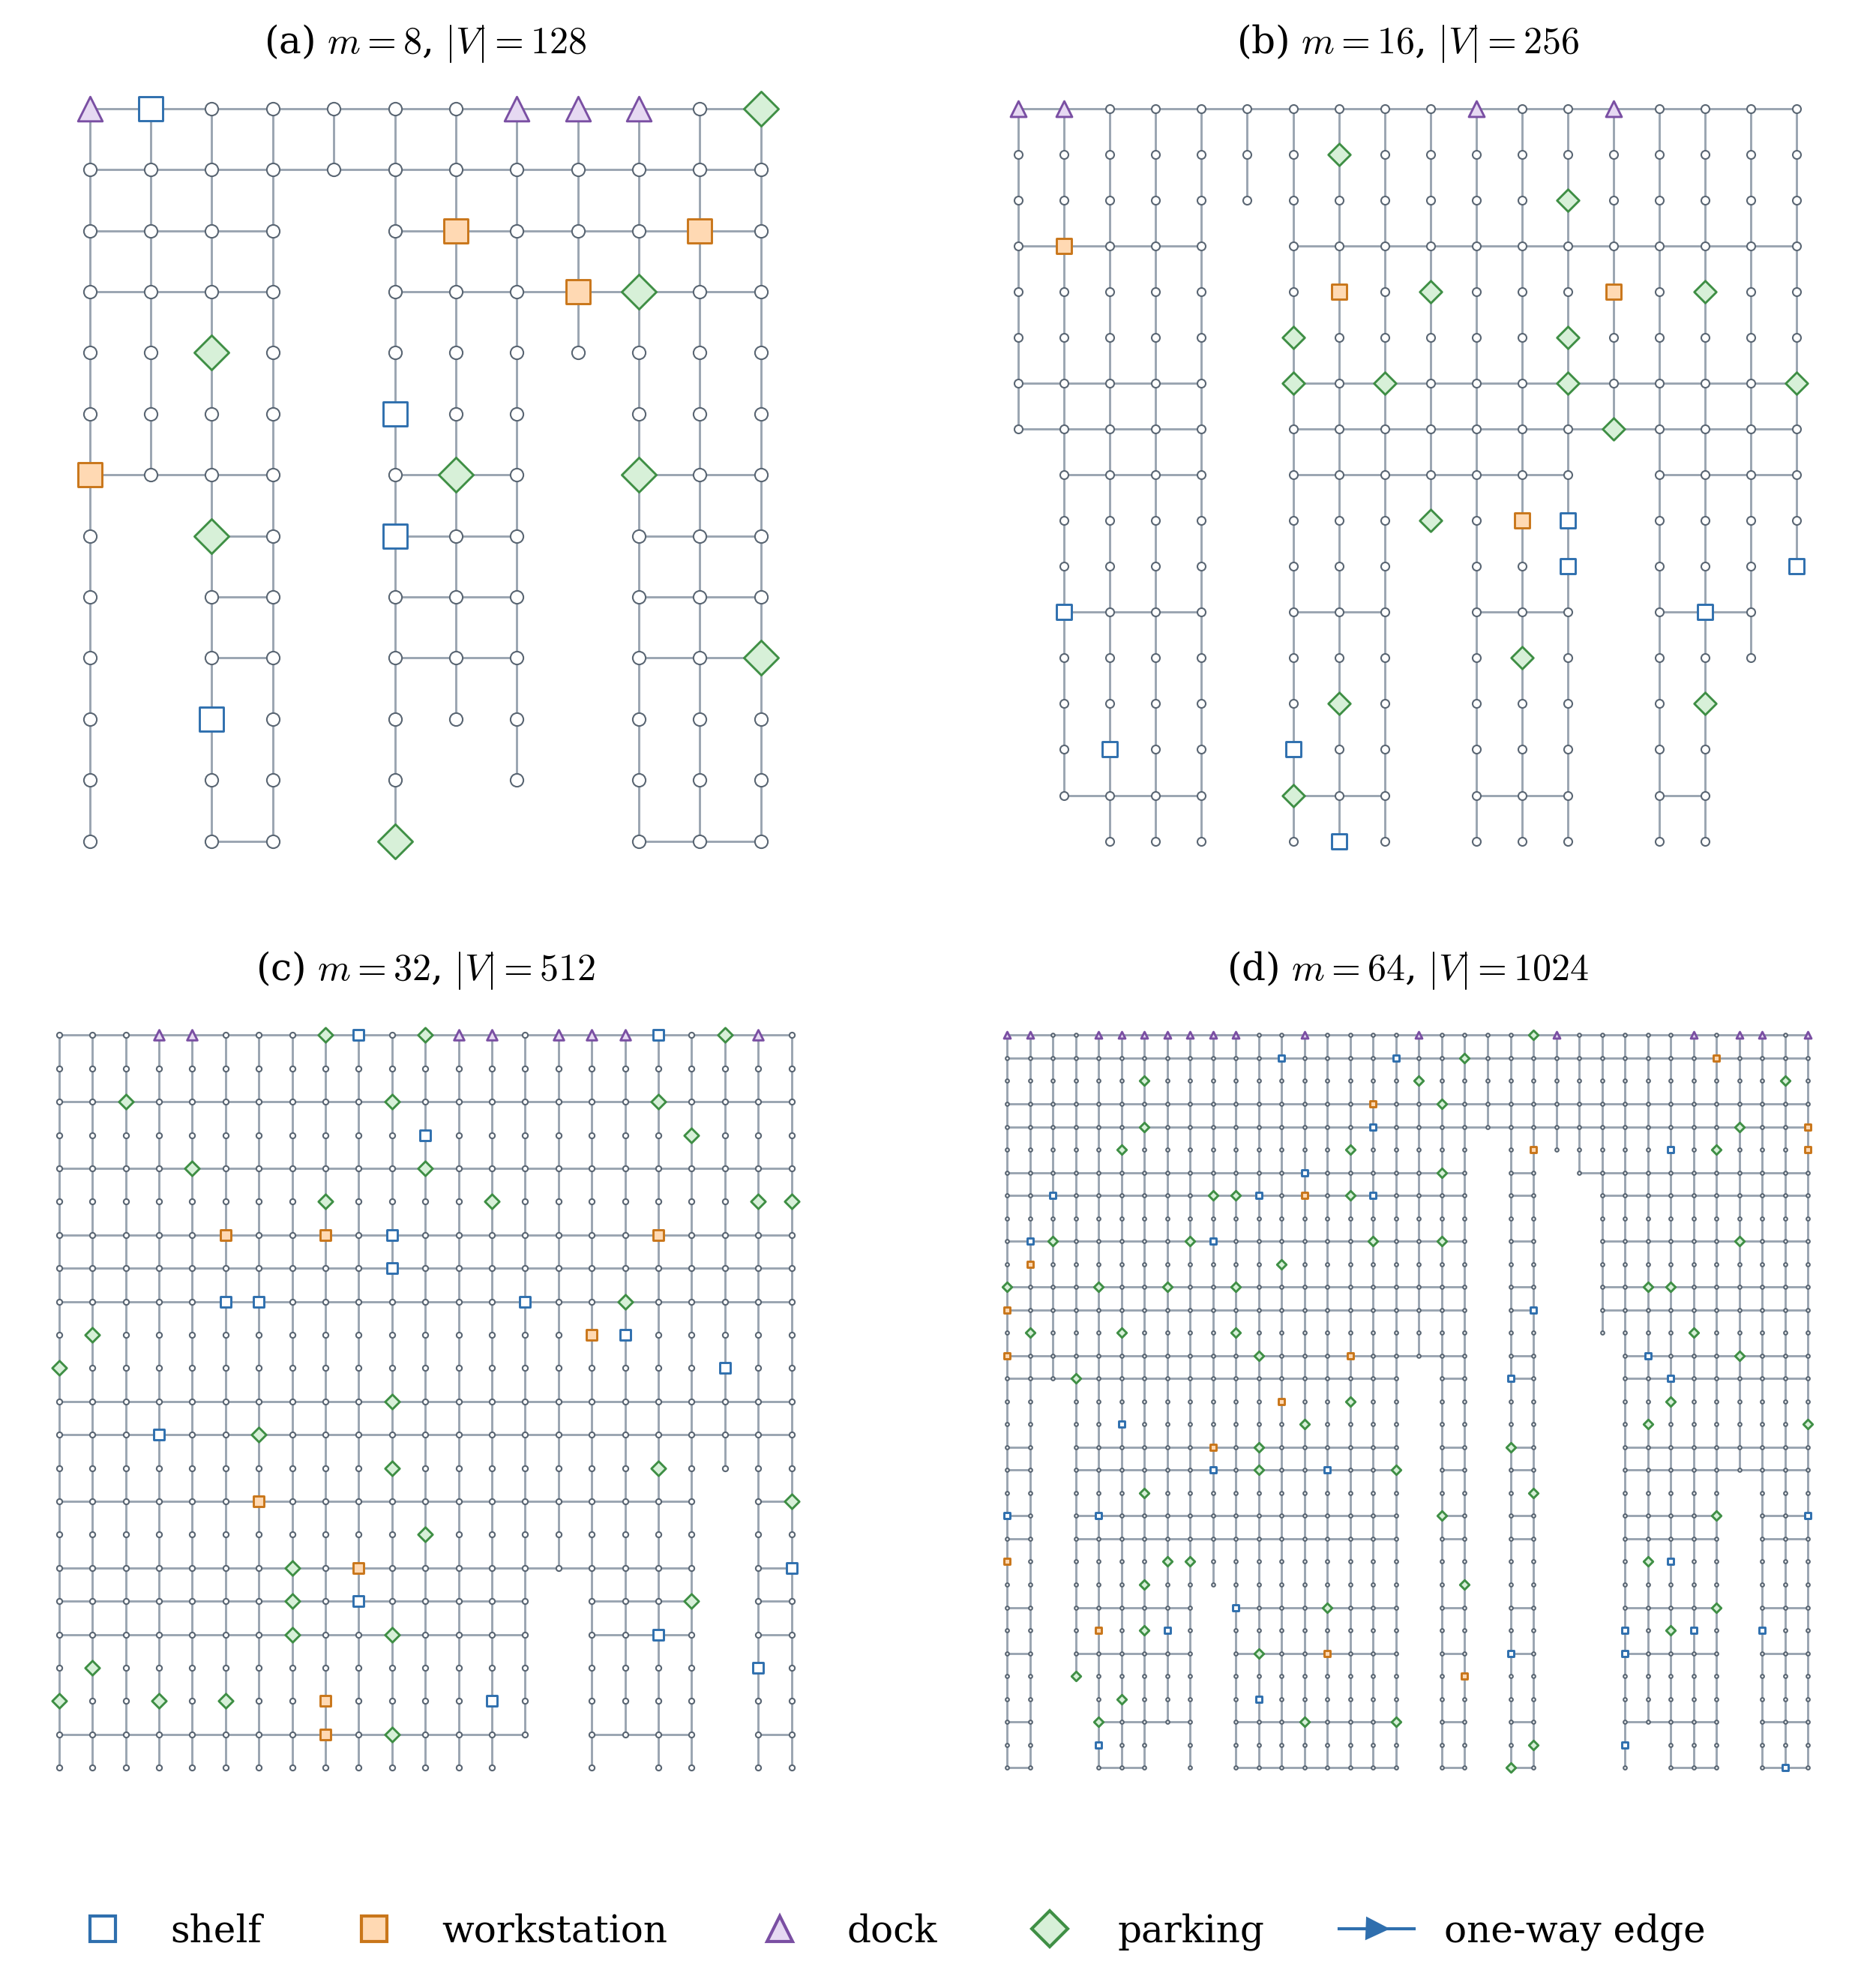 (a) m = 8, |V| = 128
(b) m = 16, |V| = 256
(c) m = 32, |V| = 512
(d) m = 64, |V| = 1024
shelf workstation dock parking one-way edge